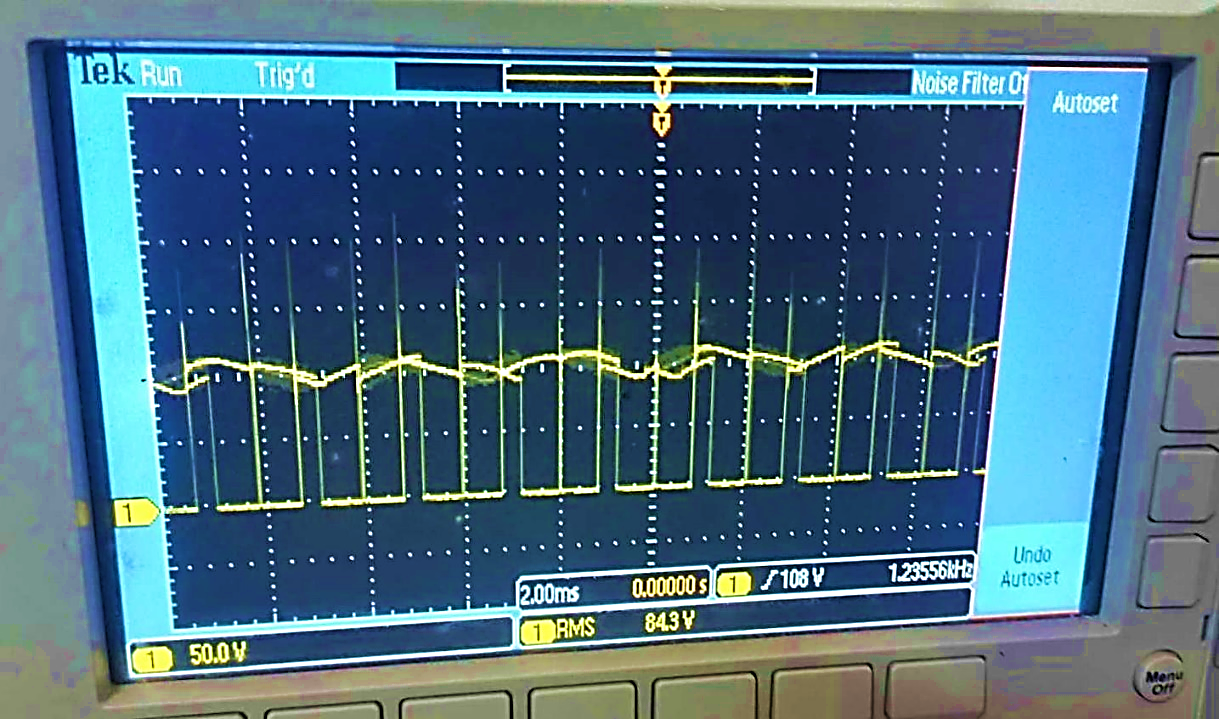 Tek Run Trig'd Noise Filter Of
Autoset
T
T
1
2.00ms 0.00000 s
1 108 V 1.23556kHz
1 RMS 84.3 V
1 50.0 V
Undo
Autoset
Menu
Off